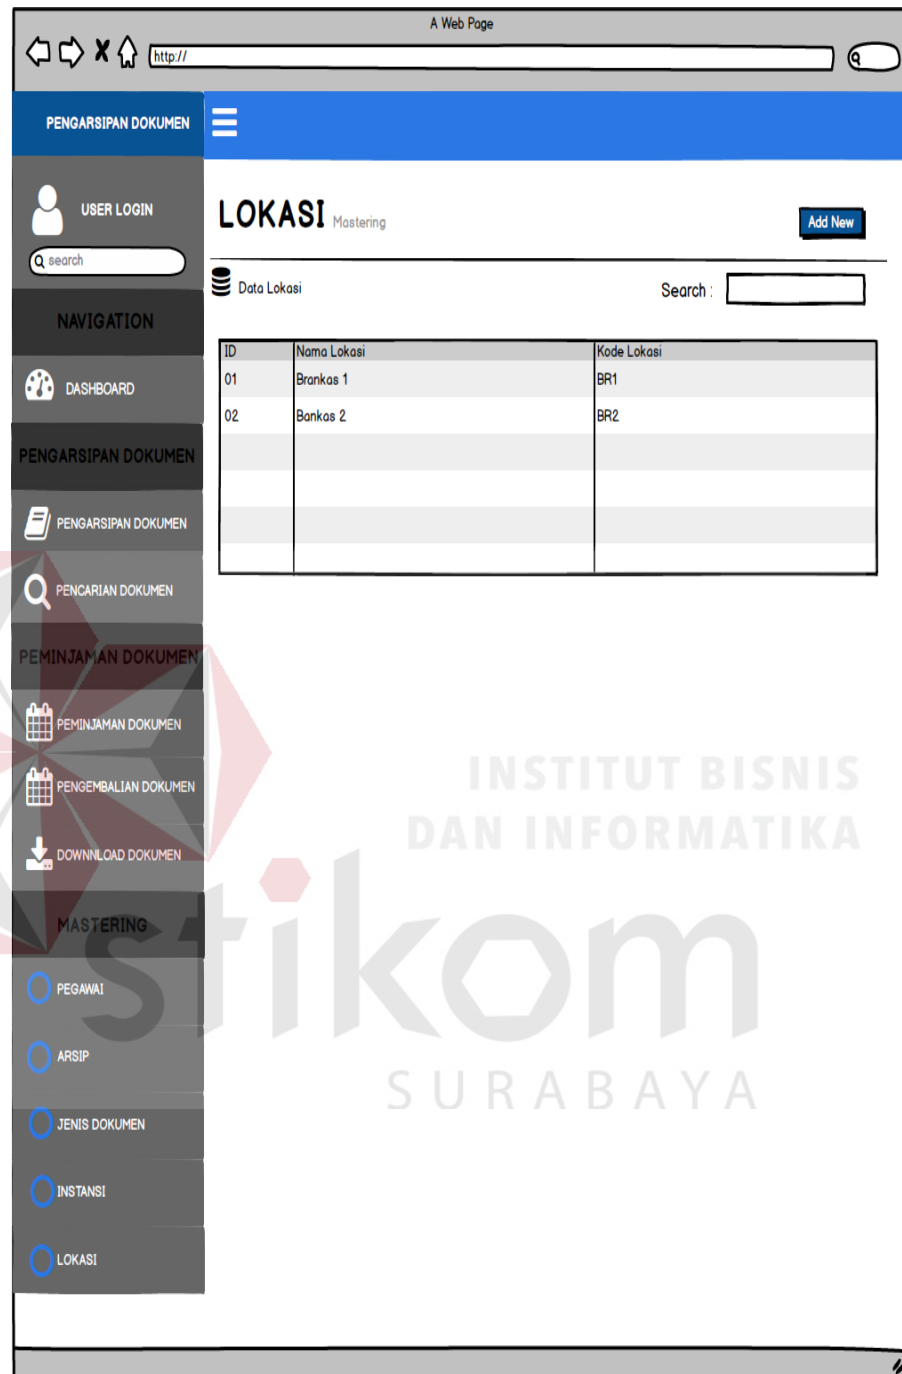 A Web Page
http://
PENGARSIPAN DOKUMEN
USER LOGIN
search
NAVIGATION
DASHBOARD
PENGARSIPAN DOKUMEN
PENGARSIPAN DOKUMEN
PENCARIAN DOKUMEN
PEMINJAMAN DOKUMEN
PEMINJAMAN DOKUMEN
PENGEMBALIAN DOKUMEN
DOWNNLOAD DOKUMEN
MASTERING
PEGAWAI
ARSIP
JENIS DOKUMEN
INSTANSI
LOKASI
LOKASI Mastering
Add New
Data Lokasi
Search :
ID Nama Lokasi Kode Lokasi
01 Brankas 1 BR1
02 Bankas 2 BR2
INSTITUT BISNIS
DAN INFORMATIKA
stikom
SURABAYA